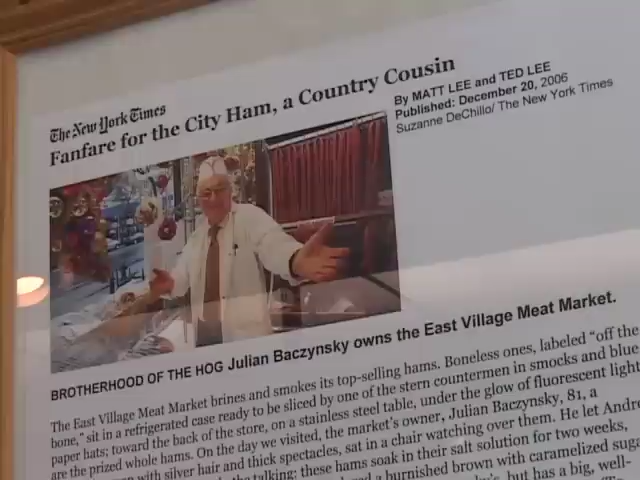 The New York Times
Fanfare for the City Ham, a Country Cousin
By MATT LEE and TED LEE
Published: December 20, 2006
Suzanne DeChillo/ The New York Times
BROTHERHOOD OF THE HOG Julian Baczynsky owns the East Village Meat Market.
The East Village Meat Market brines and smokes its top-selling hams. Boneless ones, labeled “off the
bone,” sit in a refrigerated case ready to be sliced by one of the stern countermen in smocks and blue
paper hats; toward the back of the store, on a stainless steel table, under the glow of fluorescent light
are the prized whole hams. On the day we visited, the market's owner, Julian Baczynsky, 81, a
with silver hair and thick spectacles, sat in a chair watching over them. He let Andre
the talking: these hams soak in their salt solution for two weeks,
a burnished brown with caramelized suga
but has a big, well-